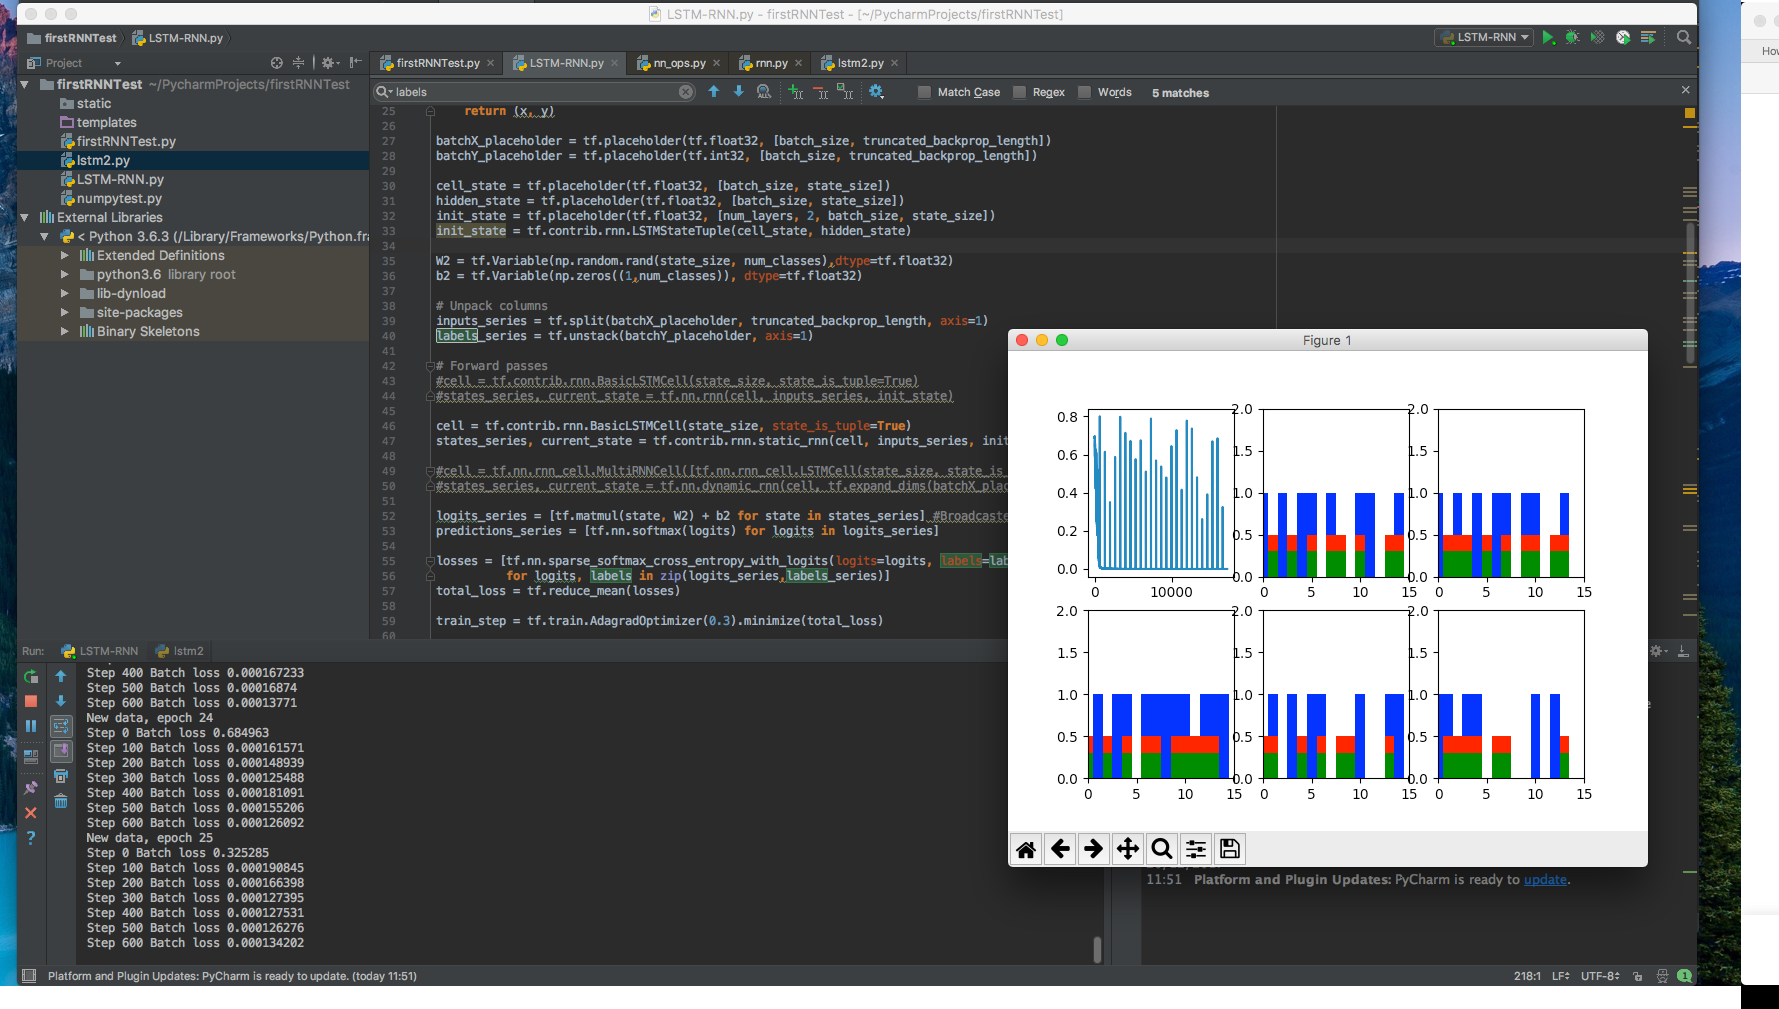 LSTM-RNN.py - firstRNNTest - [~/PycharmProjects/firstRNNTest]
firstRNNTest LSTM-RNN.py
LSTM-RNN
Project
firstRNNTest.py LSTM-RNN.py nn_ops.py rnn.py lstm2.py
firstRNNTest ~/PycharmProjects/firstRNNTest
static
templates
firstRNNTest.py
lstm2.py
LSTM-RNN.py
numpytest.py
External Libraries
< Python 3.6.3 (/Library/Frameworks/Python.fra
Extended Definitions
python3.6 library root
lib-dynload
site-packages
Binary Skeletons
labels Match Case Regex Words 5 matches
25 return (x, y)
26
27 batchX_placeholder = tf.placeholder(tf.float32, [batch_size, truncated_backprop_length])
28 batchY_placeholder = tf.placeholder(tf.int32, [batch_size, truncated_backprop_length])
29
30 cell_state = tf.placeholder(tf.float32, [batch_size, state_size])
31 hidden_state = tf.placeholder(tf.float32, [batch_size, state_size])
32 init_state = tf.placeholder(tf.float32, [num_layers, 2, batch_size, state_size])
33 init_state = tf.contrib.rnn.LSTMStateTuple(cell_state, hidden_state)
34
35 W2 = tf.Variable(np.random.rand(state_size, num_classes),dtype=tf.float32)
36 b2 = tf.Variable(np.zeros((1,num_classes)), dtype=tf.float32)
37
38 # Unpack columns
39 inputs_series = tf.split(batchX_placeholder, truncated_backprop_length, axis=1)
40 labels_series = tf.unstack(batchY_placeholder, axis=1)
41
42 # Forward passes
43 #cell = tf.contrib.rnn.BasicLSTMCell(state_size, state_is_tuple=True)
44 #states_series, current_state = tf.nn.rnn(cell, inputs_series, init_state)
45
46 cell = tf.contrib.rnn.BasicLSTMCell(state_size, state_is_tuple=True)
47 states_series, current_state = tf.contrib.rnn.static_rnn(cell, inputs_series, init
48
49 #cell = tf.nn.rnn_cell.MultiRNNCell([tf.nn.rnn_cell.LSTMCell(state_size, state_is_
50 #states_series, current_state = tf.nn.dynamic_rnn(cell, tf.expand_dims(batchX_plac
51
52 logits_series = [tf.matmul(state, W2) + b2 for state in states_series] #Broadcaste
53 predictions_series = [tf.nn.softmax(logits) for logits in logits_series]
54
55 losses = [tf.nn.sparse_softmax_cross_entropy_with_logits(logits=logits, labels=lab
56 for logits, labels in zip(logits_series,labels_series)]
57 total_loss = tf.reduce_mean(losses)
58
59 train_step = tf.train.AdagradOptimizer(0.3).minimize(total_loss)
60
Run: LSTM-RNN lstm2
Step 400 Batch loss 0.000167233
Step 500 Batch loss 0.00016874
Step 600 Batch loss 0.00013771
New data, epoch 24
Step 0 Batch loss 0.684963
Step 100 Batch loss 0.000161571
Step 200 Batch loss 0.000148939
Step 300 Batch loss 0.000125488
Step 400 Batch loss 0.000181091
Step 500 Batch loss 0.000155206
Step 600 Batch loss 0.000126092
New data, epoch 25
Step 0 Batch loss 0.325285
Step 100 Batch loss 0.000190845
Step 200 Batch loss 0.000166398
Step 300 Batch loss 0.000127395
Step 400 Batch loss 0.000127531
Step 500 Batch loss 0.000126276
Step 600 Batch loss 0.000134202
Figure 1
0.8 2.0 2.0
0.6 1.5 1.5
0.4 1.0 1.0
0.2 0.5 0.5
0.0 0.0 0.0
0 10000 0 5 10 15 0 5 10 15
2.0 2.0 2.0
1.5 1.5 1.5
1.0 1.0 1.0
0.5 0.5 0.5
0.0 0.0 0.0
0 5 10 15 0 5 10 15 0 5 10 15
11:51 Platform and Plugin Updates: PyCharm is ready to update.
Platform and Plugin Updates: PyCharm is ready to update. (today 11:51)
218:1 LF UTF-8 1
How